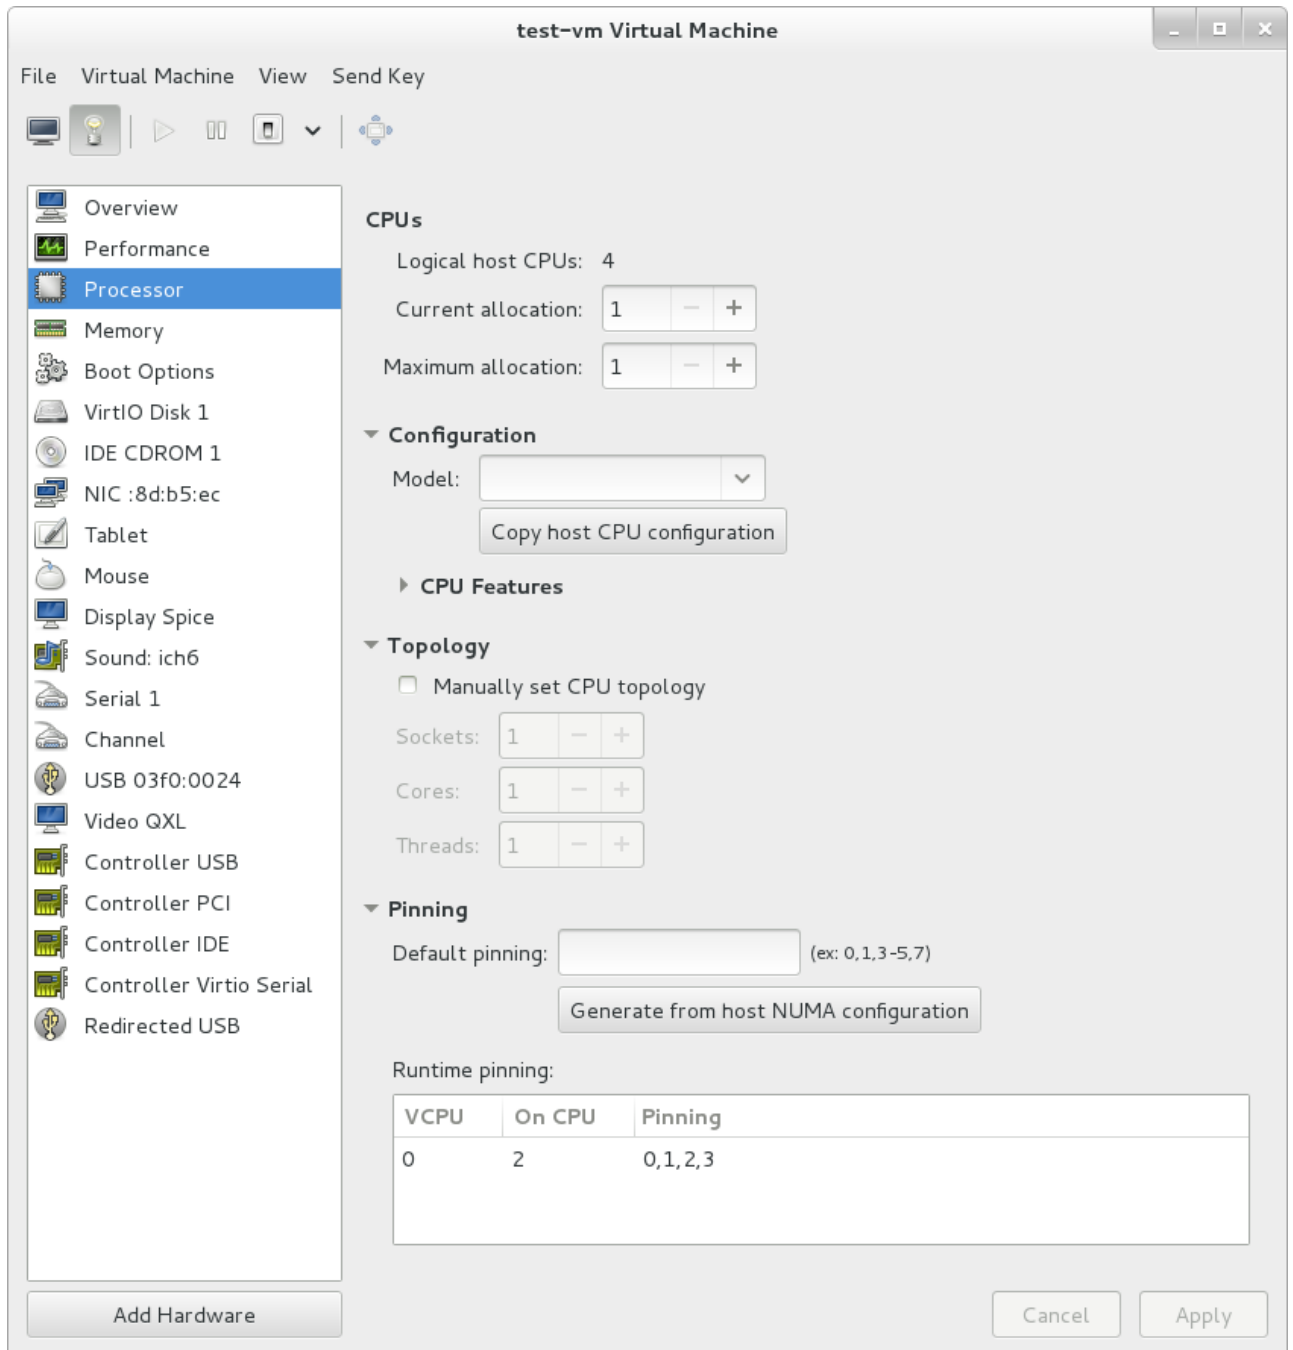 test-vm Virtual Machine
File Virtual Machine View Send Key
Overview
Performance
Processor
Memory
Boot Options
VirtIO Disk 1
IDE CDROM 1
NIC :8d:b5:ec
Tablet
Mouse
Display Spice
Sound: ich6
Serial 1
Channel
USB 03f0:0024
Video QXL
Controller USB
Controller PCI
Controller IDE
Controller Virtio Serial
Redirected USB
Add Hardware
CPUs
Logical host CPUs: 4
Current allocation: 1 − +
Maximum allocation: 1 − +
Configuration
Model:
Copy host CPU configuration
CPU Features
Topology
Manually set CPU topology
Sockets: 1 − +
Cores: 1 − +
Threads: 1 − +
Pinning
Default pinning: (ex: 0,1,3-5,7)
Generate from host NUMA configuration
Runtime pinning:
VCPU On CPU Pinning
0 2 0,1,2,3
Cancel Apply